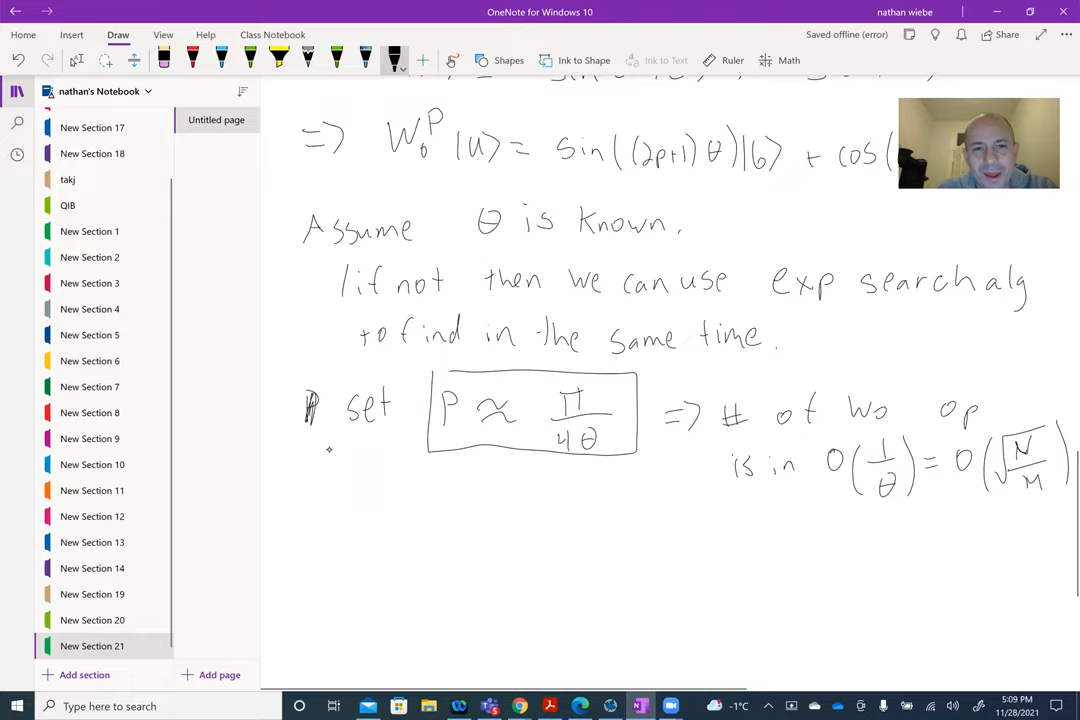 OneNote for Windows 10
nathan wiebe
Home Insert Draw View Help Class Notebook
Saved offline (error)
Share
Shapes
Ink to Shape
Ink to Text
Ruler
Math
nathan's Notebook
Untitled page
New Section 17
New Section 18
takj
QIB
New Section 1
New Section 2
New Section 3
New Section 4
New Section 5
New Section 6
New Section 7
New Section 8
New Section 9
New Section 10
New Section 11
New Section 12
New Section 13
New Section 14
New Section 19
New Section 20
New Section 21
Add section
Add page
=> W_0^P |u> = sin((2p+1)θ)|6> + cos(
Assume θ is known.
/if not then we can use exp search alg
to find in the same time.
set P ≈ π/4θ => # of W0 op
is in O(1/θ) = O(√N/M)
Type here to search
-1°C
5:09 PM
11/28/2021